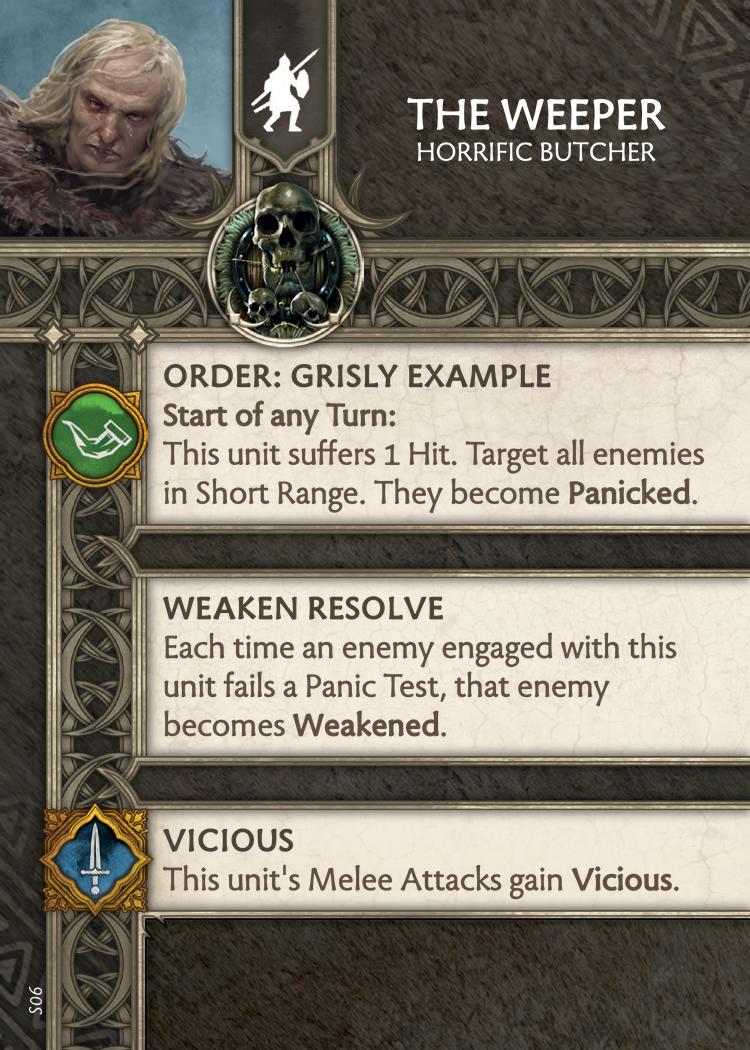 THE WEEPER
HORRIFIC BUTCHER
ORDER: GRISLY EXAMPLE
Start of any Turn:
This unit suffers 1 Hit. Target all enemies
in Short Range. They become Panicked.
WEAKEN RESOLVE
Each time an enemy engaged with this
unit fails a Panic Test, that enemy
becomes Weakened.
VICIOUS
This unit's Melee Attacks gain Vicious.
S06